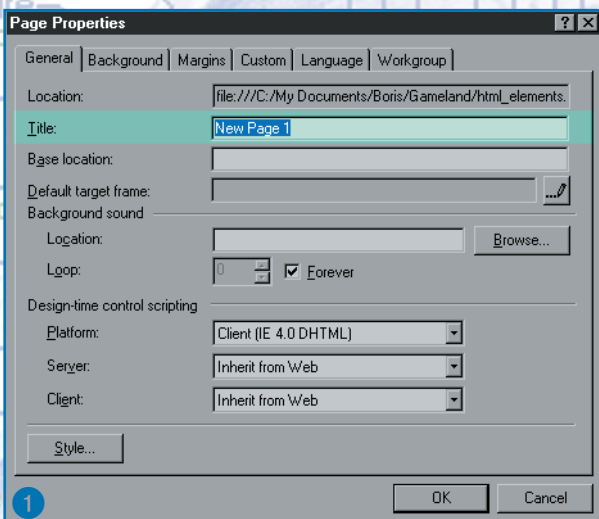 Page Properties
General Background Margins Custom Language Workgroup
Location: file:///C:/My Documents/Boris/Gameland/html_elements.
Title: New Page 1
Base location:
Default target frame:
Background sound
Location: Browse...
Loop: 0 Forever
Design-time control scripting
Platform: Client (IE 4.0 DHTML)
Server: Inherit from Web
Client: Inherit from Web
Style...
1 OK Cancel